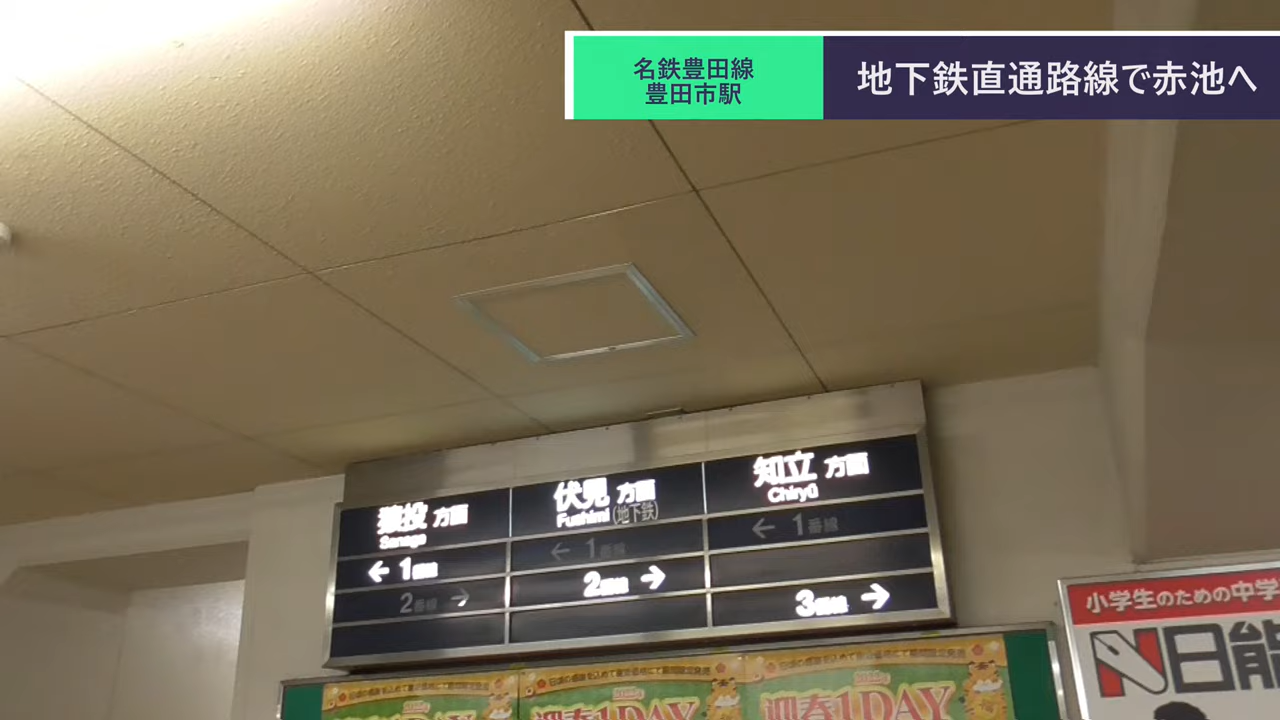 名鉄豊田線
豊田市駅
地下鉄直通路線で赤池へ
猿投 方面
Sanage
← 1番線
2番線 →
伏見 方面
Fushimi (地下鉄)
← 1番線
2番線 →
知立 方面
Chiryū
← 1番線
3番線 →
小学生のための中学
日能
迎春1DAY
迎春1DAY